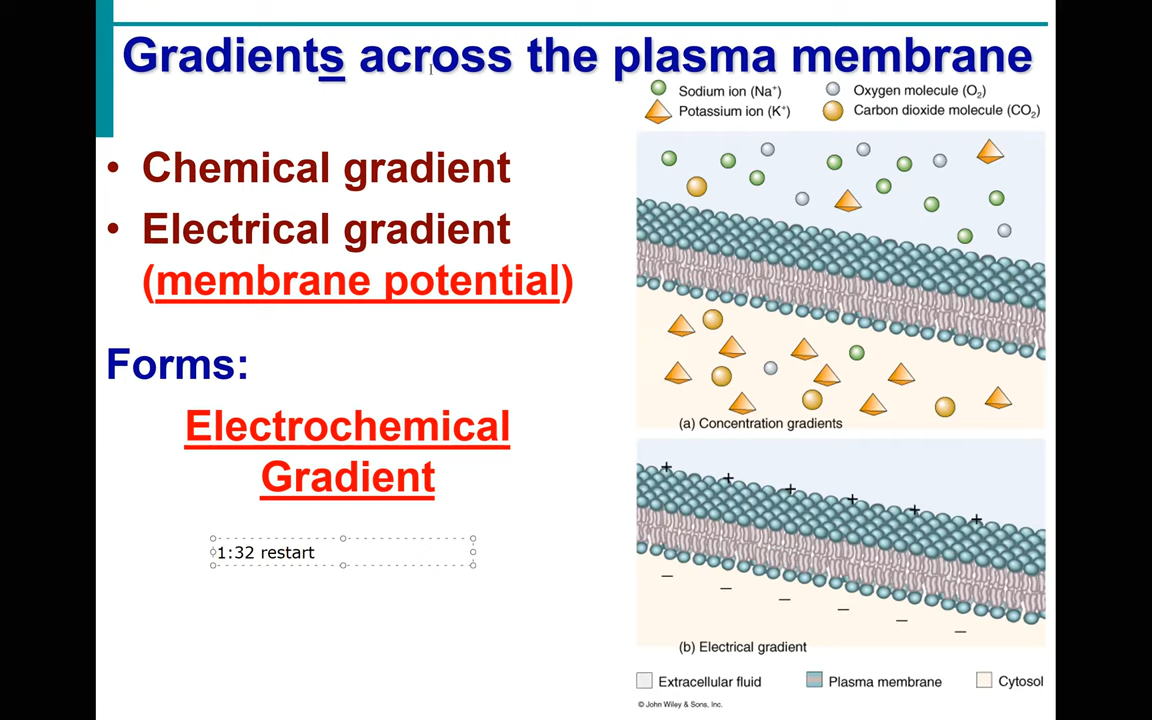 Gradients across the plasma membrane
• Chemical gradient
• Electrical gradient
(membrane potential)
Forms:
Electrochemical
Gradient
1:32 restart
Sodium ion (Na⁺)
Oxygen molecule (O₂)
Potassium ion (K⁺)
Carbon dioxide molecule (CO₂)
(a) Concentration gradients
+ + + + + +
– – – – – –
(b) Electrical gradient
Extracellular fluid
Plasma membrane
Cytosol
© John Wiley & Sons, Inc.